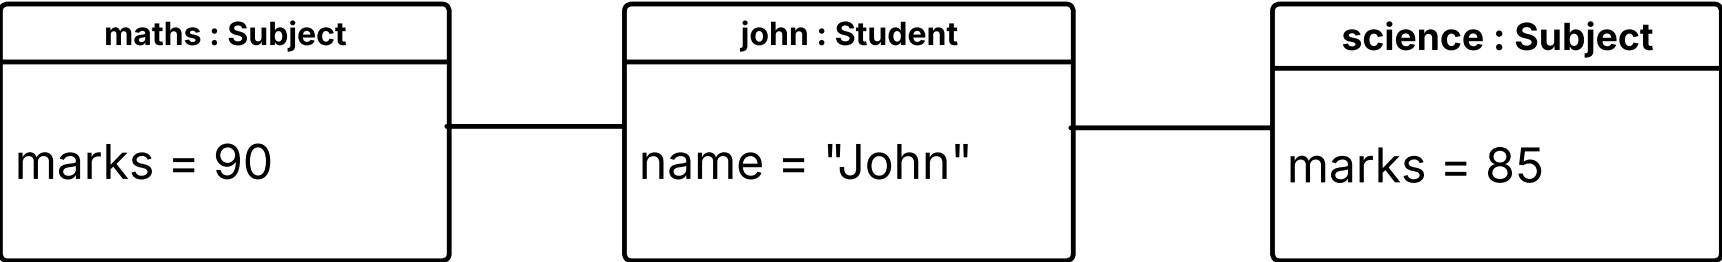 maths : Subject
marks = 90
john : Student
name = "John"
science : Subject
marks = 85